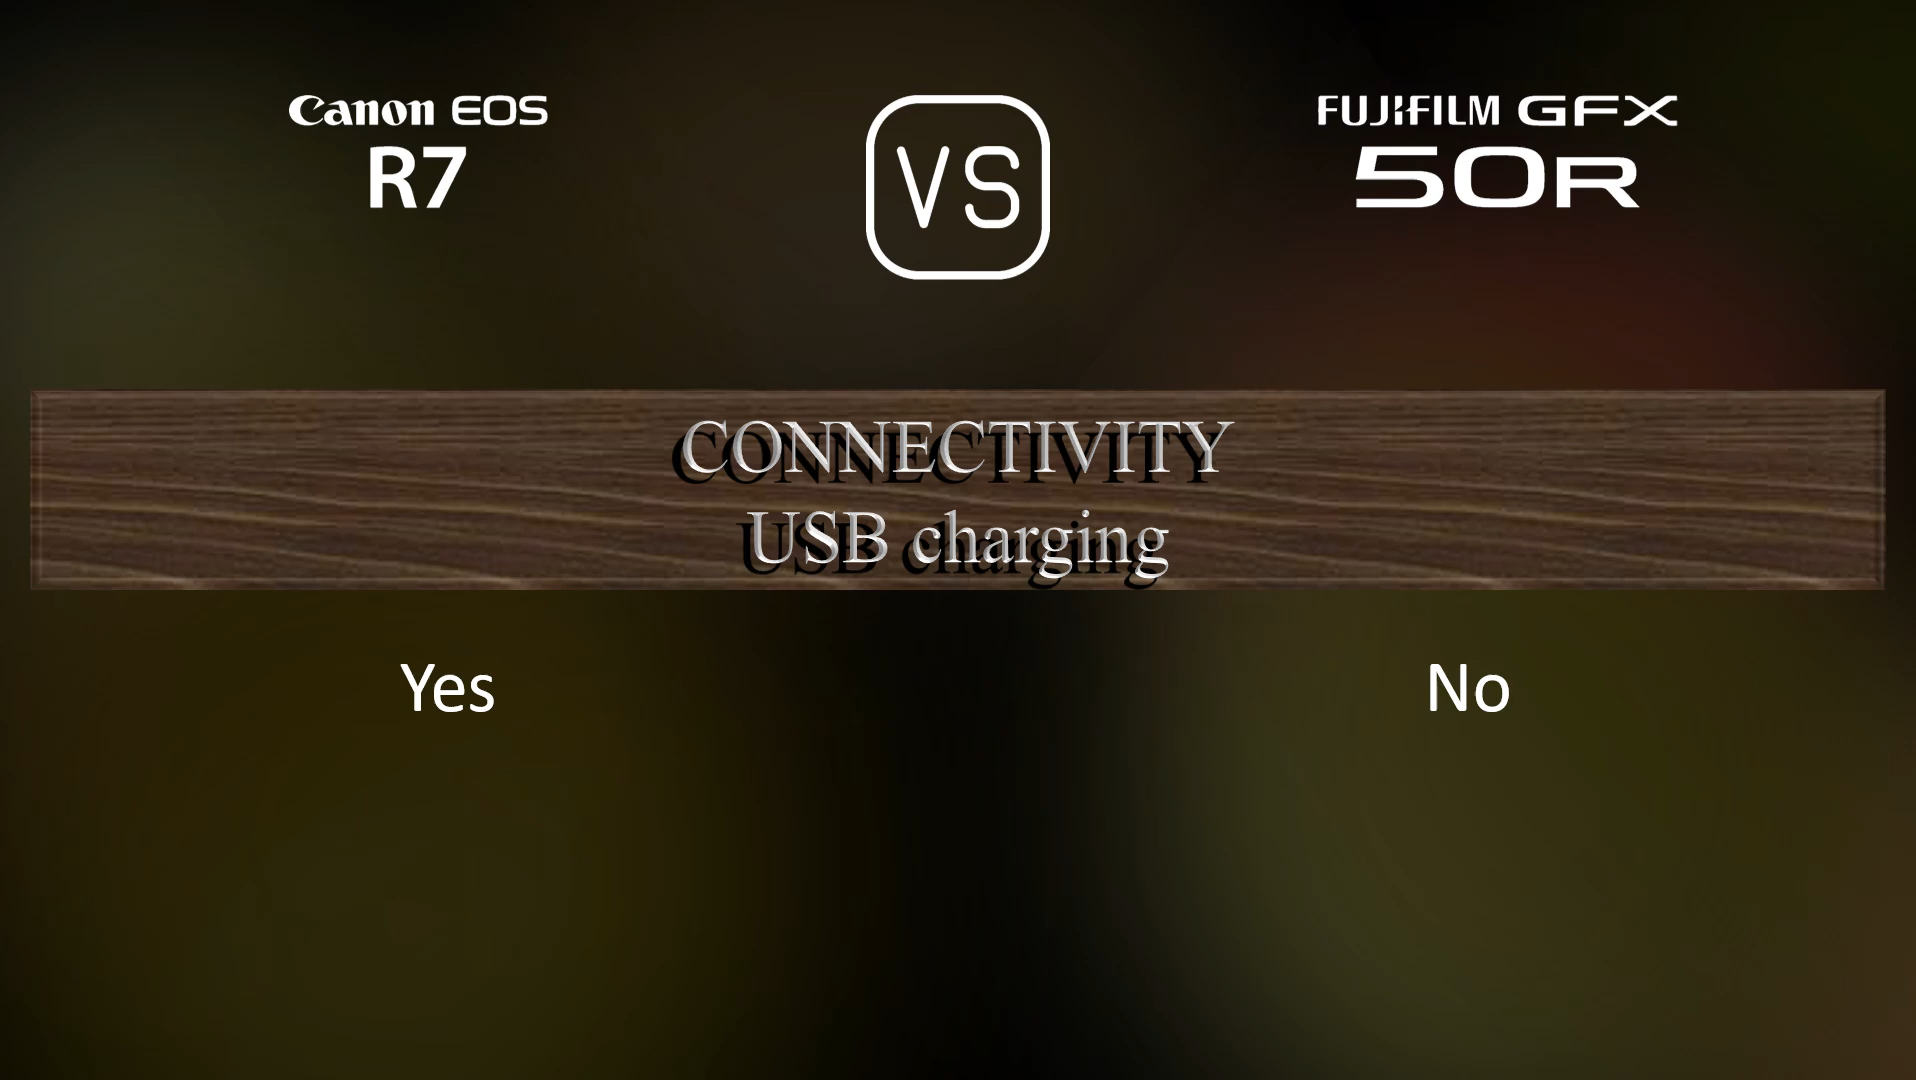 Canon EOS
R7
VS
FUJIFILM GFX
50R
CONNECTIVITY
USB charging
Yes
No